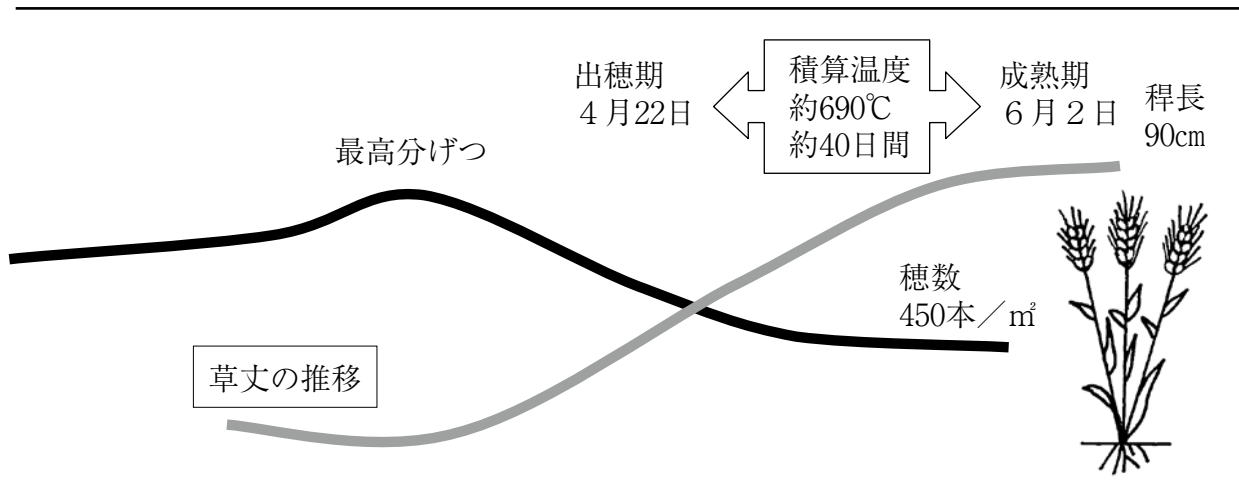 出穂期
４月22日
積算温度
約690℃
約40日間
成熟期
６月２日
稈長
90cm
最高分げつ
穂数
450本／㎡
草丈の推移